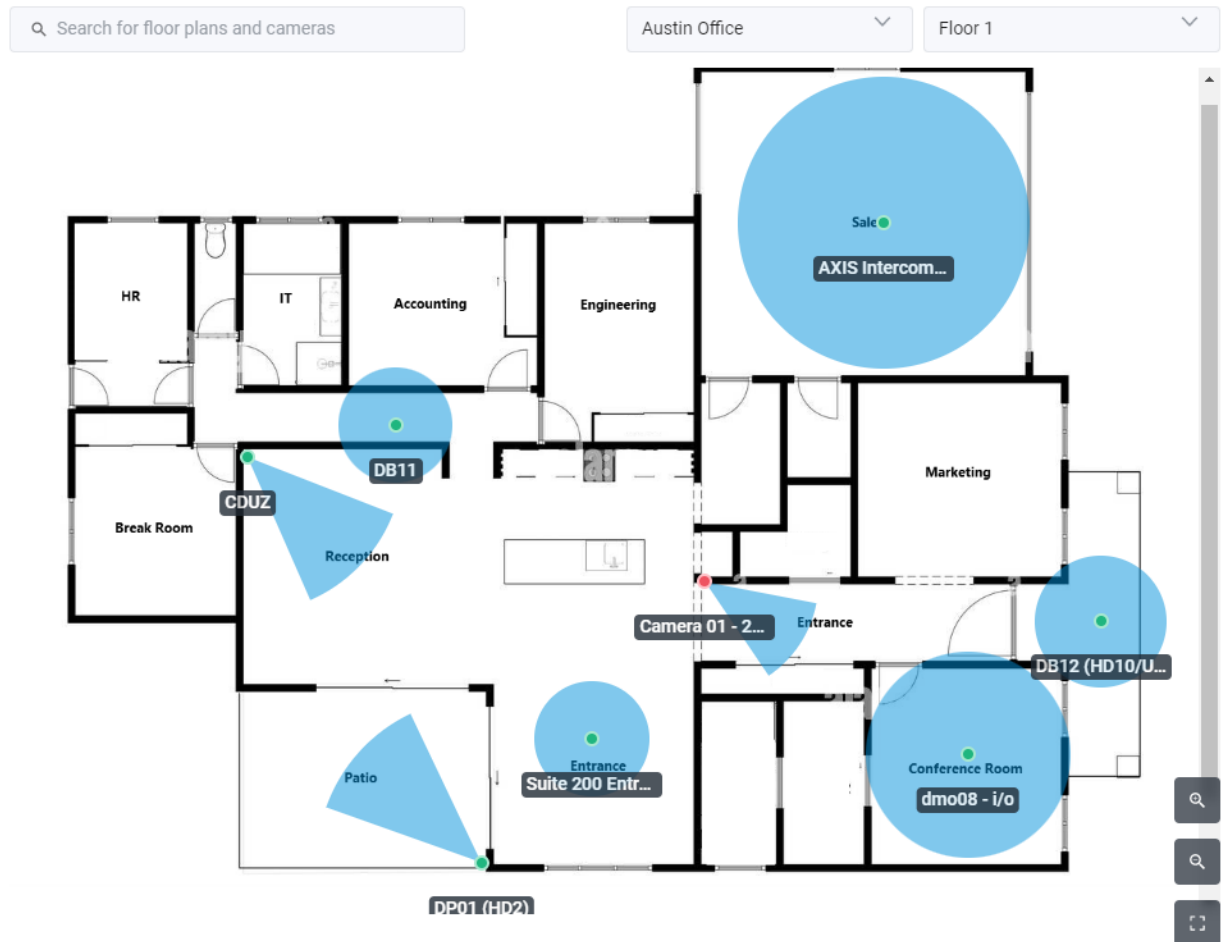 Search for floor plans and cameras
Austin Office
Floor 1
Sale
AXIS Intercom...
HR
IT
Accounting
Engineering
DB11
CDUZ
Marketing
Break Room
Reception
Camera 01 - 2...
Entrance
DB12 (HD10/U...
Patio
Entrance
Suite 200 Entr...
Conference Room
dmo08 - i/o
DP01 (HD2)